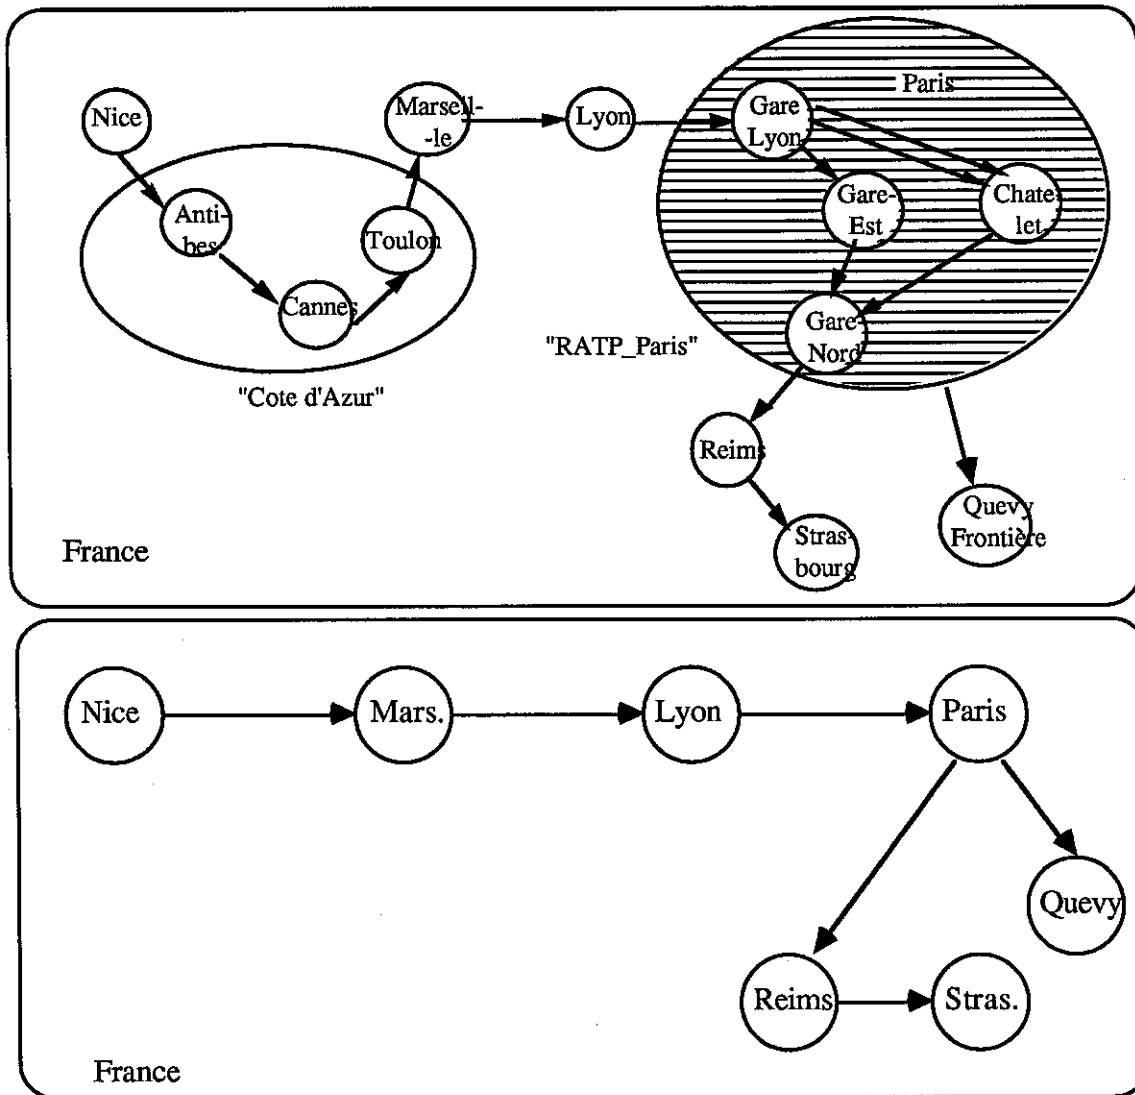 Paris
Nice
Marsell-
-le
Lyon
Gare
Lyon
Anti-
bes
Toulon
Gare-
Est
Chate-
let
Cannes
Gare-
Nord
"RATP_Paris"
"Cote d'Azur"
Reims
Quevy
Frontière
Stras-
bourg
France
Nice
Mars.
Lyon
Paris
Quevy
Reims
Stras.
France